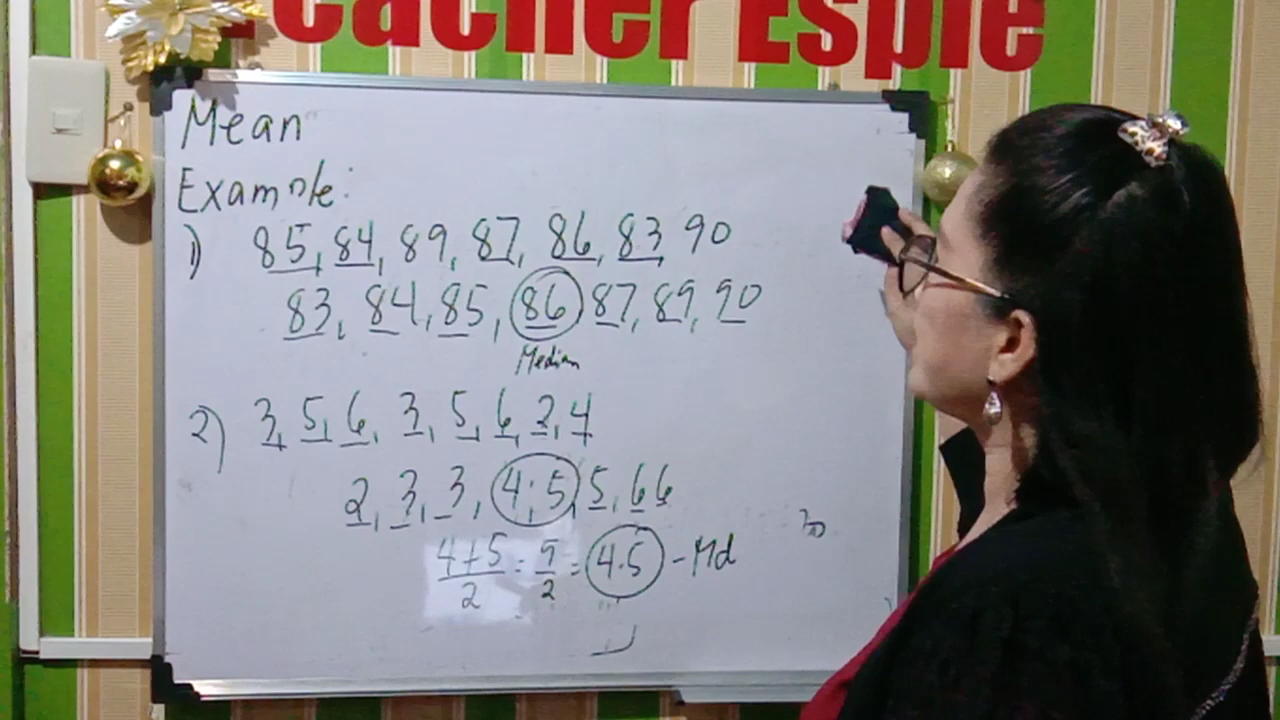 eacher Espie
Mean
Example:
1) 85, 84, 89, 87, 86, 83, 90
83, 84, 85, 86 87, 89, 90
Median
2) 3, 5, 6, 3, 5, 6, 2, 4
2, 3, 3, 4, 5, 5, 6 6
4+5/2 = 9/2 = 4.5 - Md